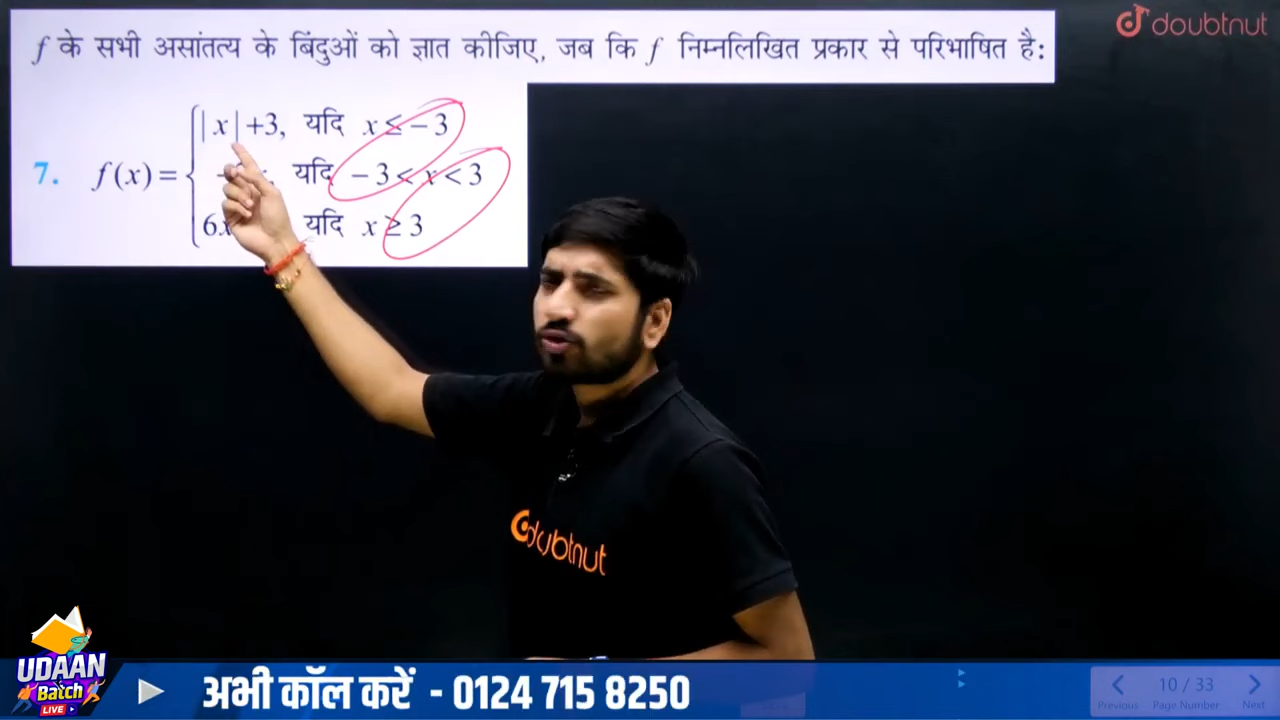 doubtnut
f के सभी असांतत्य के बिंदुओं को ज्ञात कीजिए, जब कि f निम्नलिखित प्रकार से परिभाषित है:
|x|+3, यदि x ≤ −3
7. f(x) = यदि −3 < x < 3
6x यदि x ≥ 3
doubtnut
UDAAN
Batch
LIVE
अभी कॉल करें - 0124 715 8250
10 / 33
Previous Page Number Next